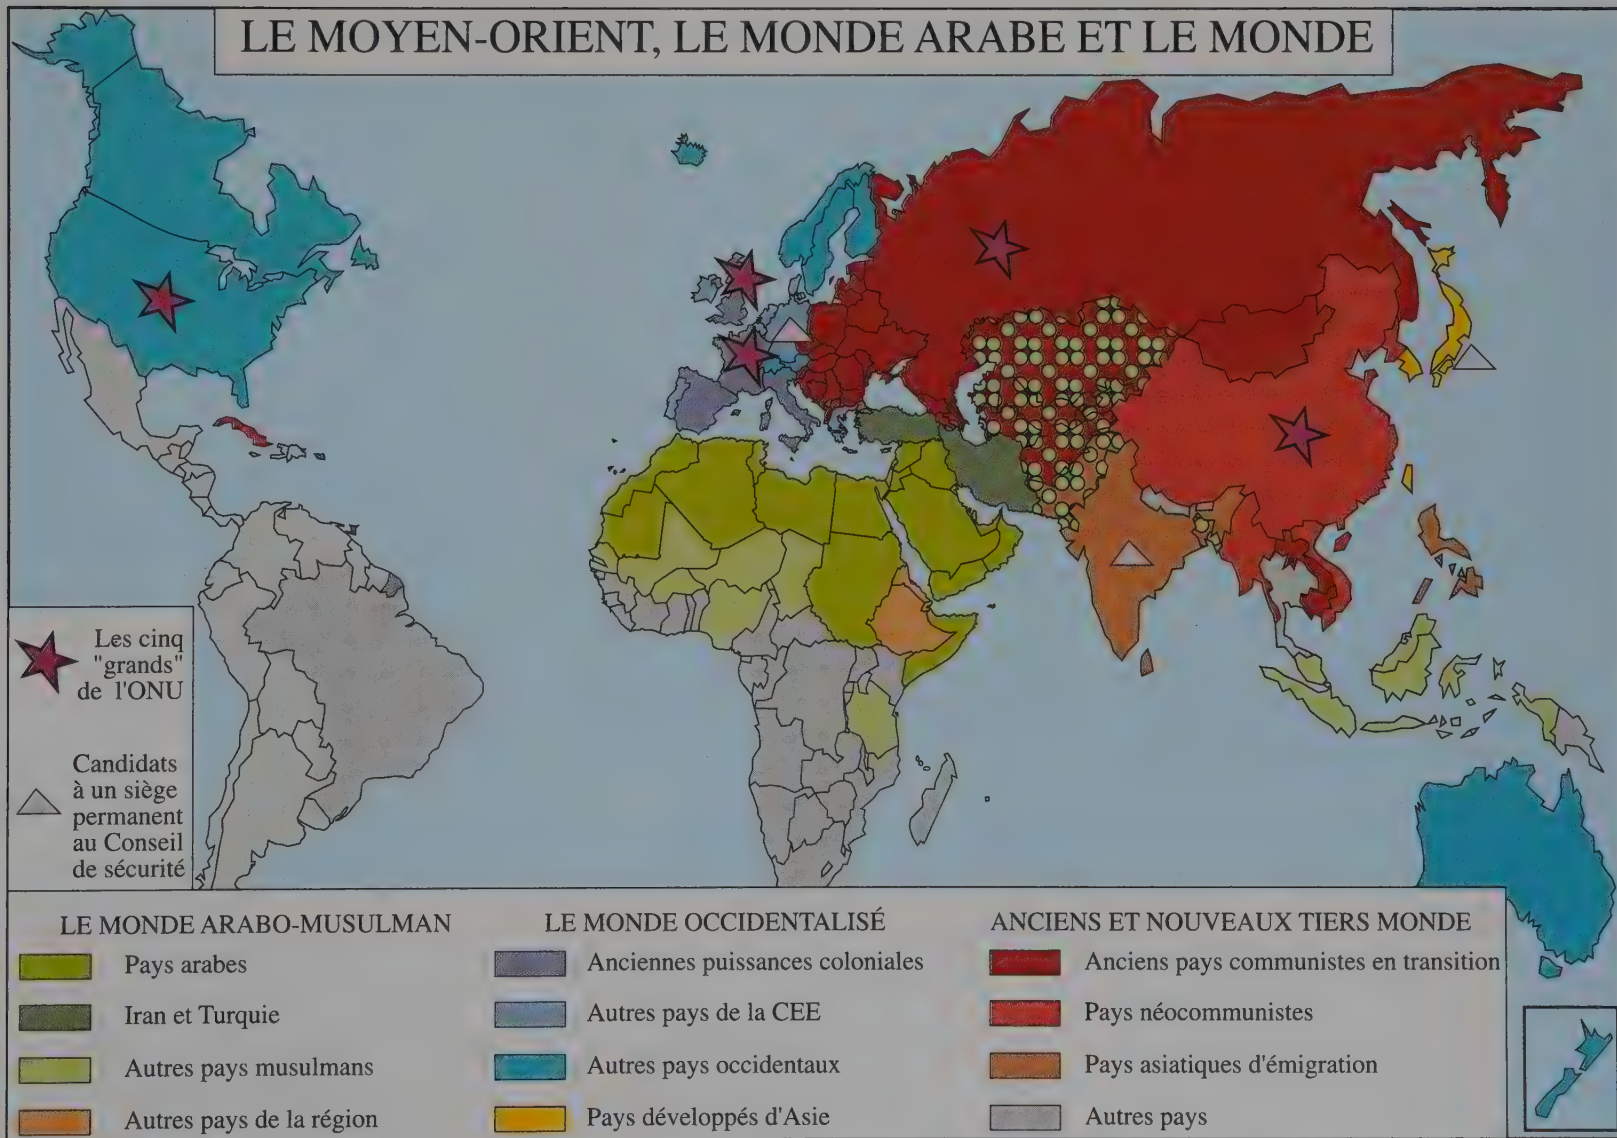 LE MOYEN-ORIENT, LE MONDE ARABE ET LE MONDE
Les cinq
"grands"
de l'ONU
Candidats
à un siège
permanent
au Conseil
de sécurité
LE MONDE ARABO-MUSULMAN
Pays arabes
Iran et Turquie
Autres pays musulmans
Autres pays de la région
LE MONDE OCCIDENTALISÉ
Anciennes puissances coloniales
Autres pays de la CEE
Autres pays occidentaux
Pays développés d'Asie
ANCIENS ET NOUVEAUX TIERS MONDE
Anciens pays communistes en transition
Pays néocommunistes
Pays asiatiques d'émigration
Autres pays